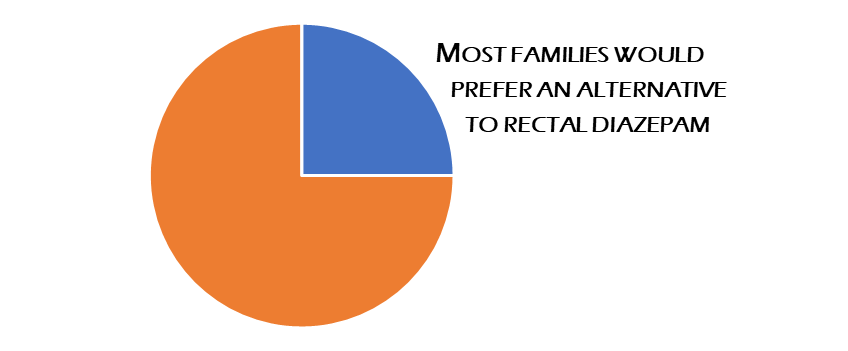 Most families would
prefer an alternative
to rectal diazepam